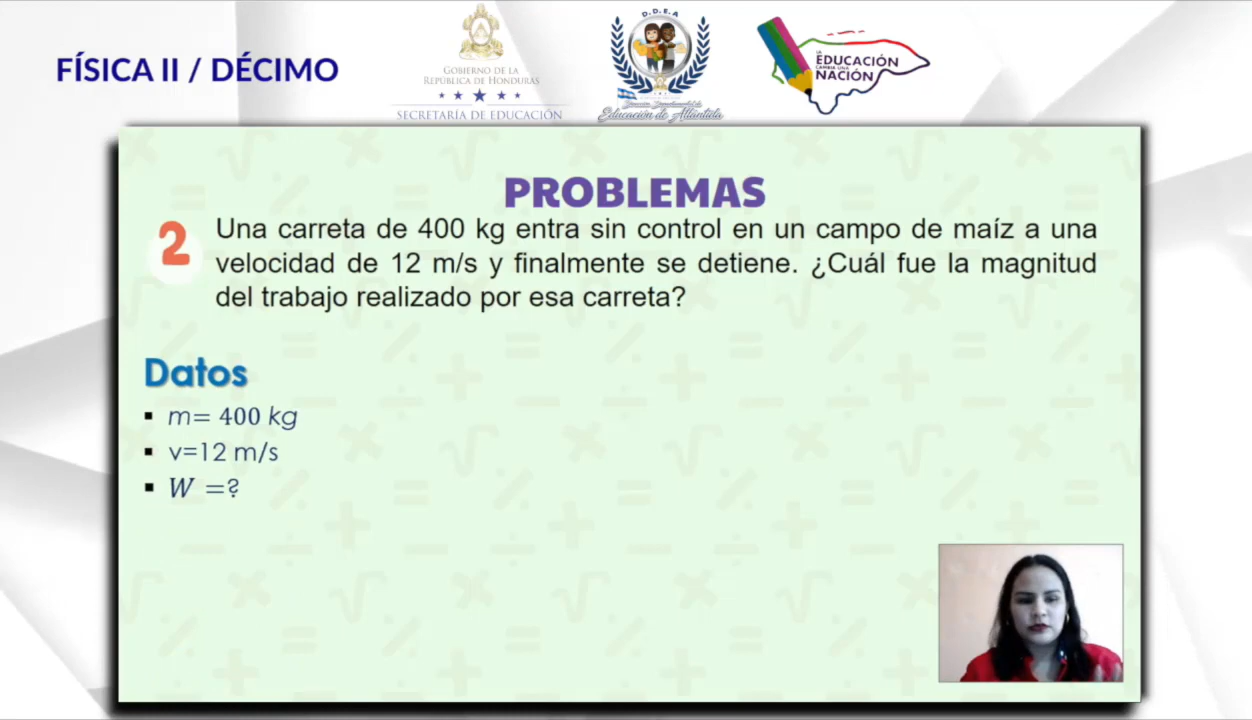 FÍSICA II / DÉCIMO
GOBIERNO DE LA
REPÚBLICA DE HONDURAS
SECRETARÍA DE EDUCACIÓN
D.D.E.A
Educación de Atlántida
LA
EDUCACIÓN
CAMBIA UNA
NACIÓN
PROBLEMAS
2
Una carreta de 400 kg entra sin control en un campo de maíz a una
velocidad de 12 m/s y finalmente se detiene. ¿Cuál fue la magnitud
del trabajo realizado por esa carreta?
Datos
▪ m= 400 kg
▪ v=12 m/s
▪ W =?